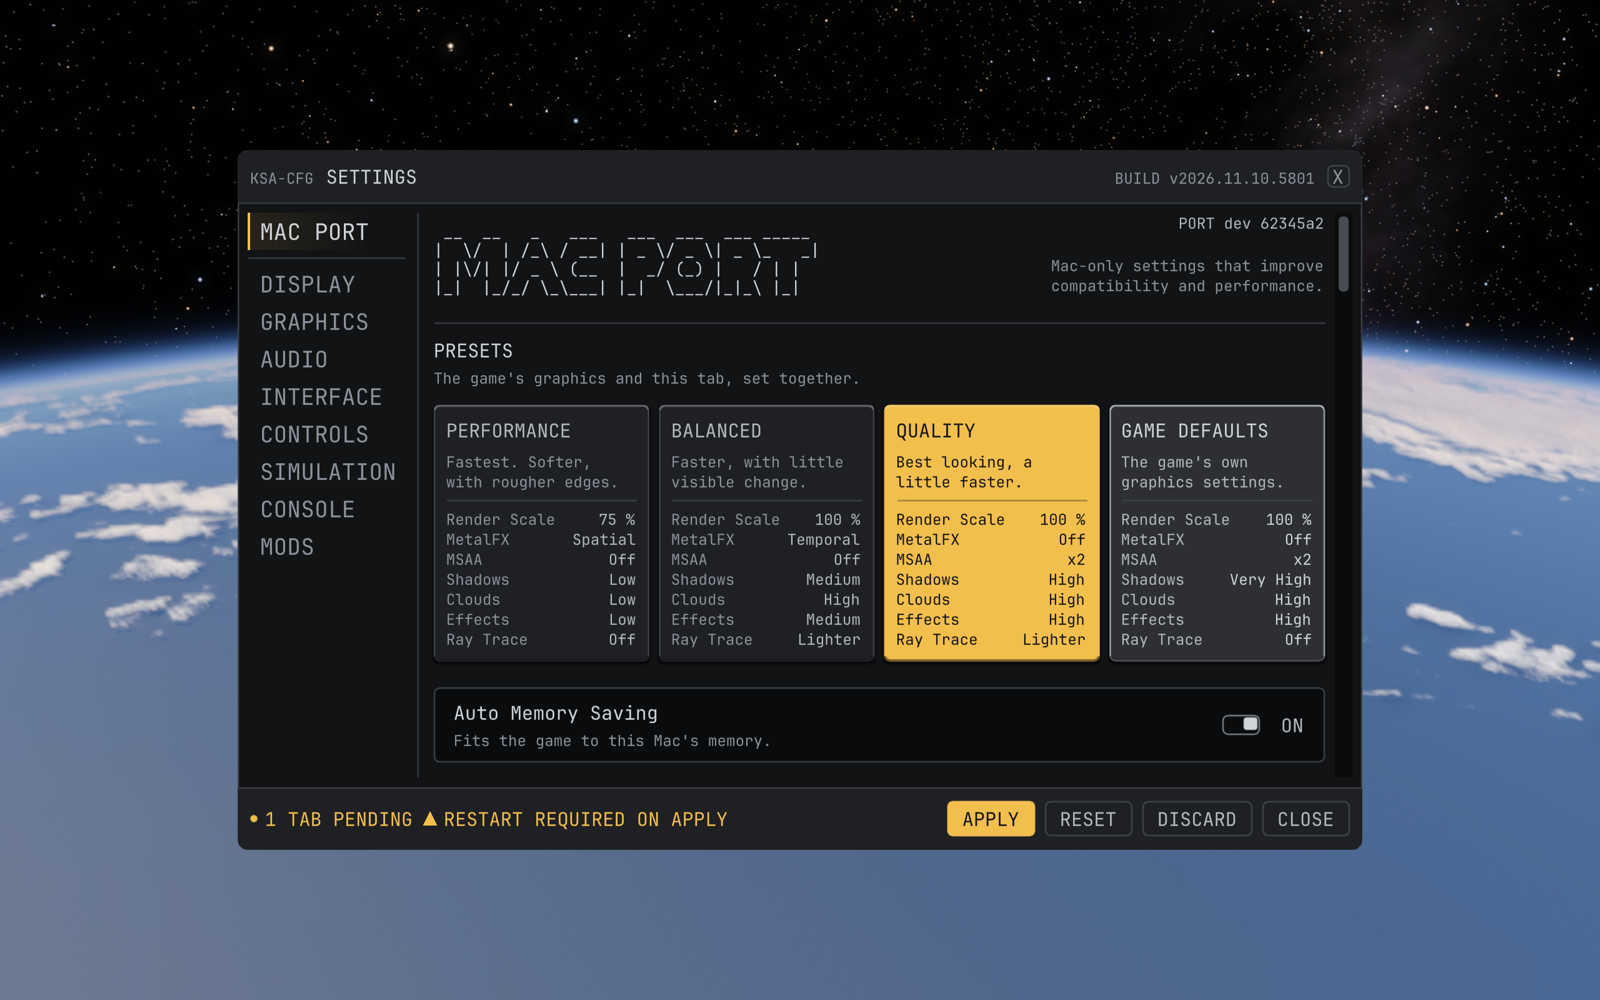 KSA-CFG SETTINGS
BUILD v2026.11.10.5801 X
MAC PORT
DISPLAY
GRAPHICS
AUDIO
INTERFACE
CONTROLS
SIMULATION
CONSOLE
MODS
MAC PORT
PORT dev 62345a2
Mac-only settings that improve
compatibility and performance.
PRESETS
The game's graphics and this tab, set together.
PERFORMANCE
Fastest. Softer,
with rougher edges.
Render Scale 75 %
MetalFX Spatial
MSAA Off
Shadows Low
Clouds Low
Effects Low
Ray Trace Off
BALANCED
Faster, with little
visible change.
Render Scale 100 %
MetalFX Temporal
MSAA Off
Shadows Medium
Clouds High
Effects Medium
Ray Trace Lighter
QUALITY
Best looking, a
little faster.
Render Scale 100 %
MetalFX Off
MSAA x2
Shadows High
Clouds High
Effects High
Ray Trace Lighter
GAME DEFAULTS
The game's own
graphics settings.
Render Scale 100 %
MetalFX Off
MSAA x2
Shadows Very High
Clouds High
Effects High
Ray Trace Off
Auto Memory Saving
Fits the game to this Mac's memory.
ON
1 TAB PENDING ▲ RESTART REQUIRED ON APPLY
APPLY RESET DISCARD CLOSE